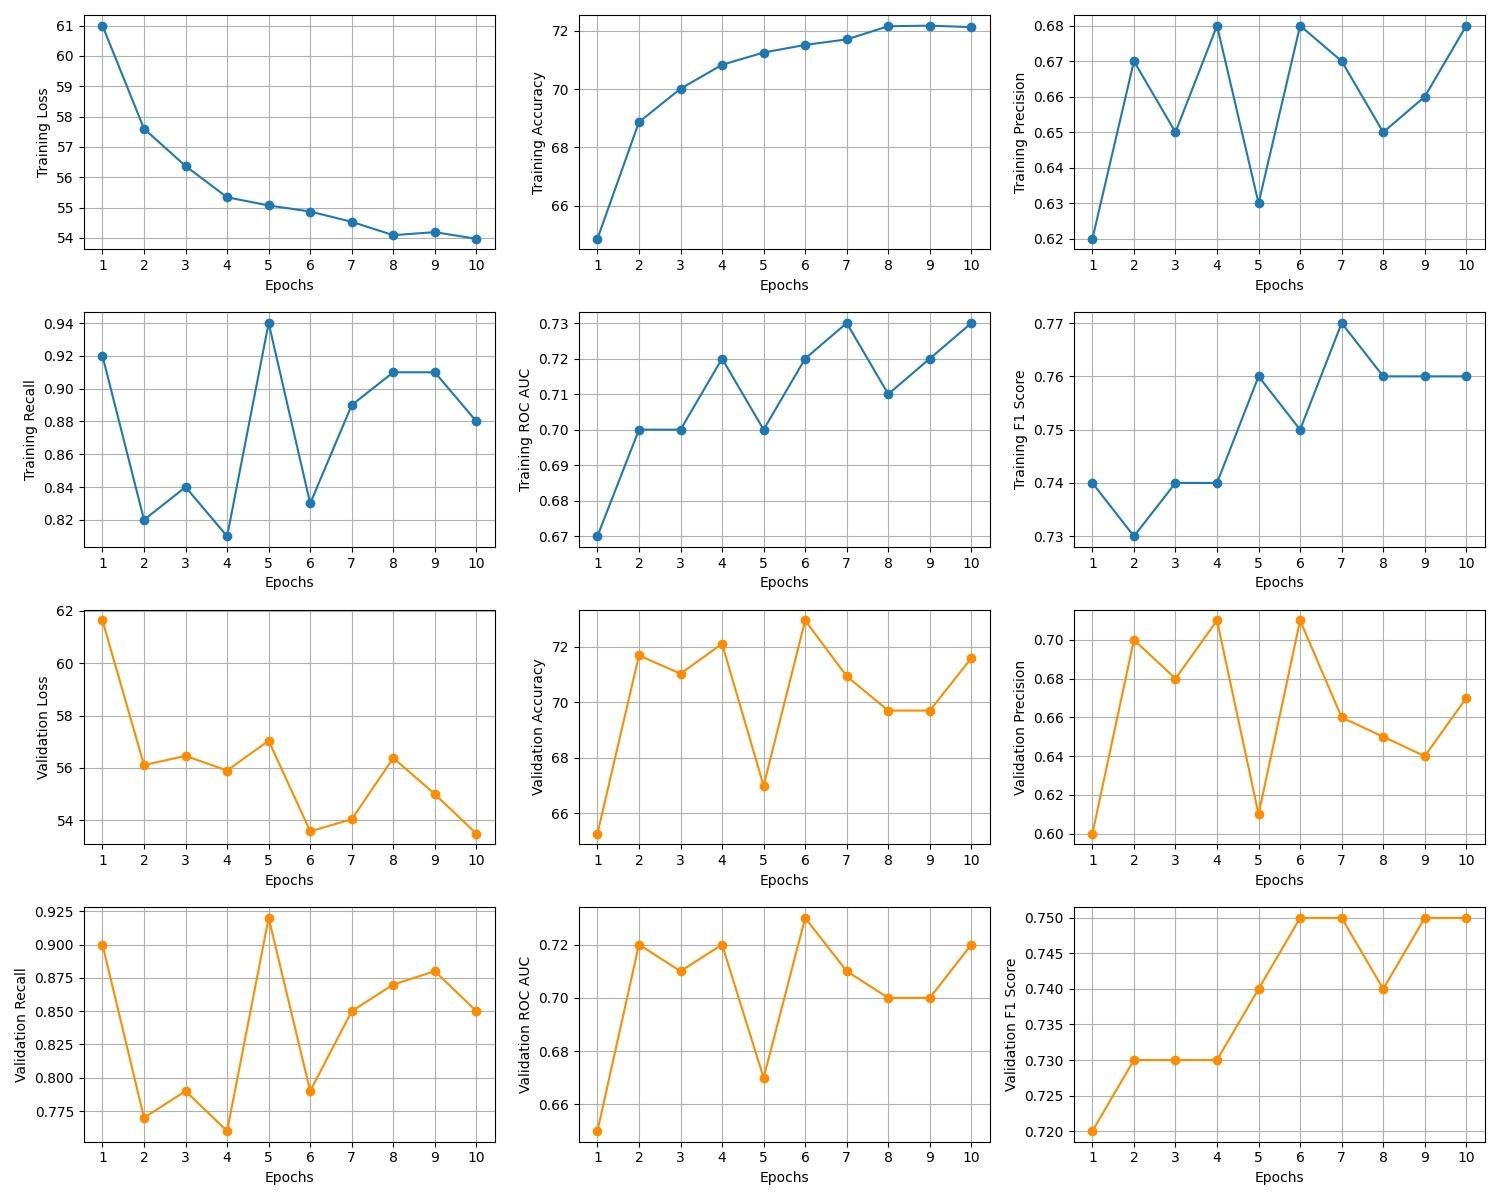 61
60
59
58
57
56
55
54
Training Loss
1 2 3 4 5 6 7 8 9 10
Epochs
72
70
68
66
Training Accuracy
1 2 3 4 5 6 7 8 9 10
Epochs
0.68
0.67
0.66
0.65
0.64
0.63
0.62
Training Precision
1 2 3 4 5 6 7 8 9 10
Epochs
0.94
0.92
0.90
0.88
0.86
0.84
0.82
Training Recall
1 2 3 4 5 6 7 8 9 10
Epochs
0.73
0.72
0.71
0.70
0.69
0.68
0.67
Training ROC AUC
1 2 3 4 5 6 7 8 9 10
Epochs
0.77
0.76
0.75
0.74
0.73
Training F1 Score
1 2 3 4 5 6 7 8 9 10
Epochs
62
60
58
56
54
Validation Loss
1 2 3 4 5 6 7 8 9 10
Epochs
72
70
68
66
Validation Accuracy
1 2 3 4 5 6 7 8 9 10
Epochs
0.70
0.68
0.66
0.64
0.62
0.60
Validation Precision
1 2 3 4 5 6 7 8 9 10
Epochs
0.925
0.900
0.875
0.850
0.825
0.800
0.775
Validation Recall
1 2 3 4 5 6 7 8 9 10
Epochs
0.72
0.70
0.68
0.66
Validation ROC AUC
1 2 3 4 5 6 7 8 9 10
Epochs
0.750
0.745
0.740
0.735
0.730
0.725
0.720
Validation F1 Score
1 2 3 4 5 6 7 8 9 10
Epochs